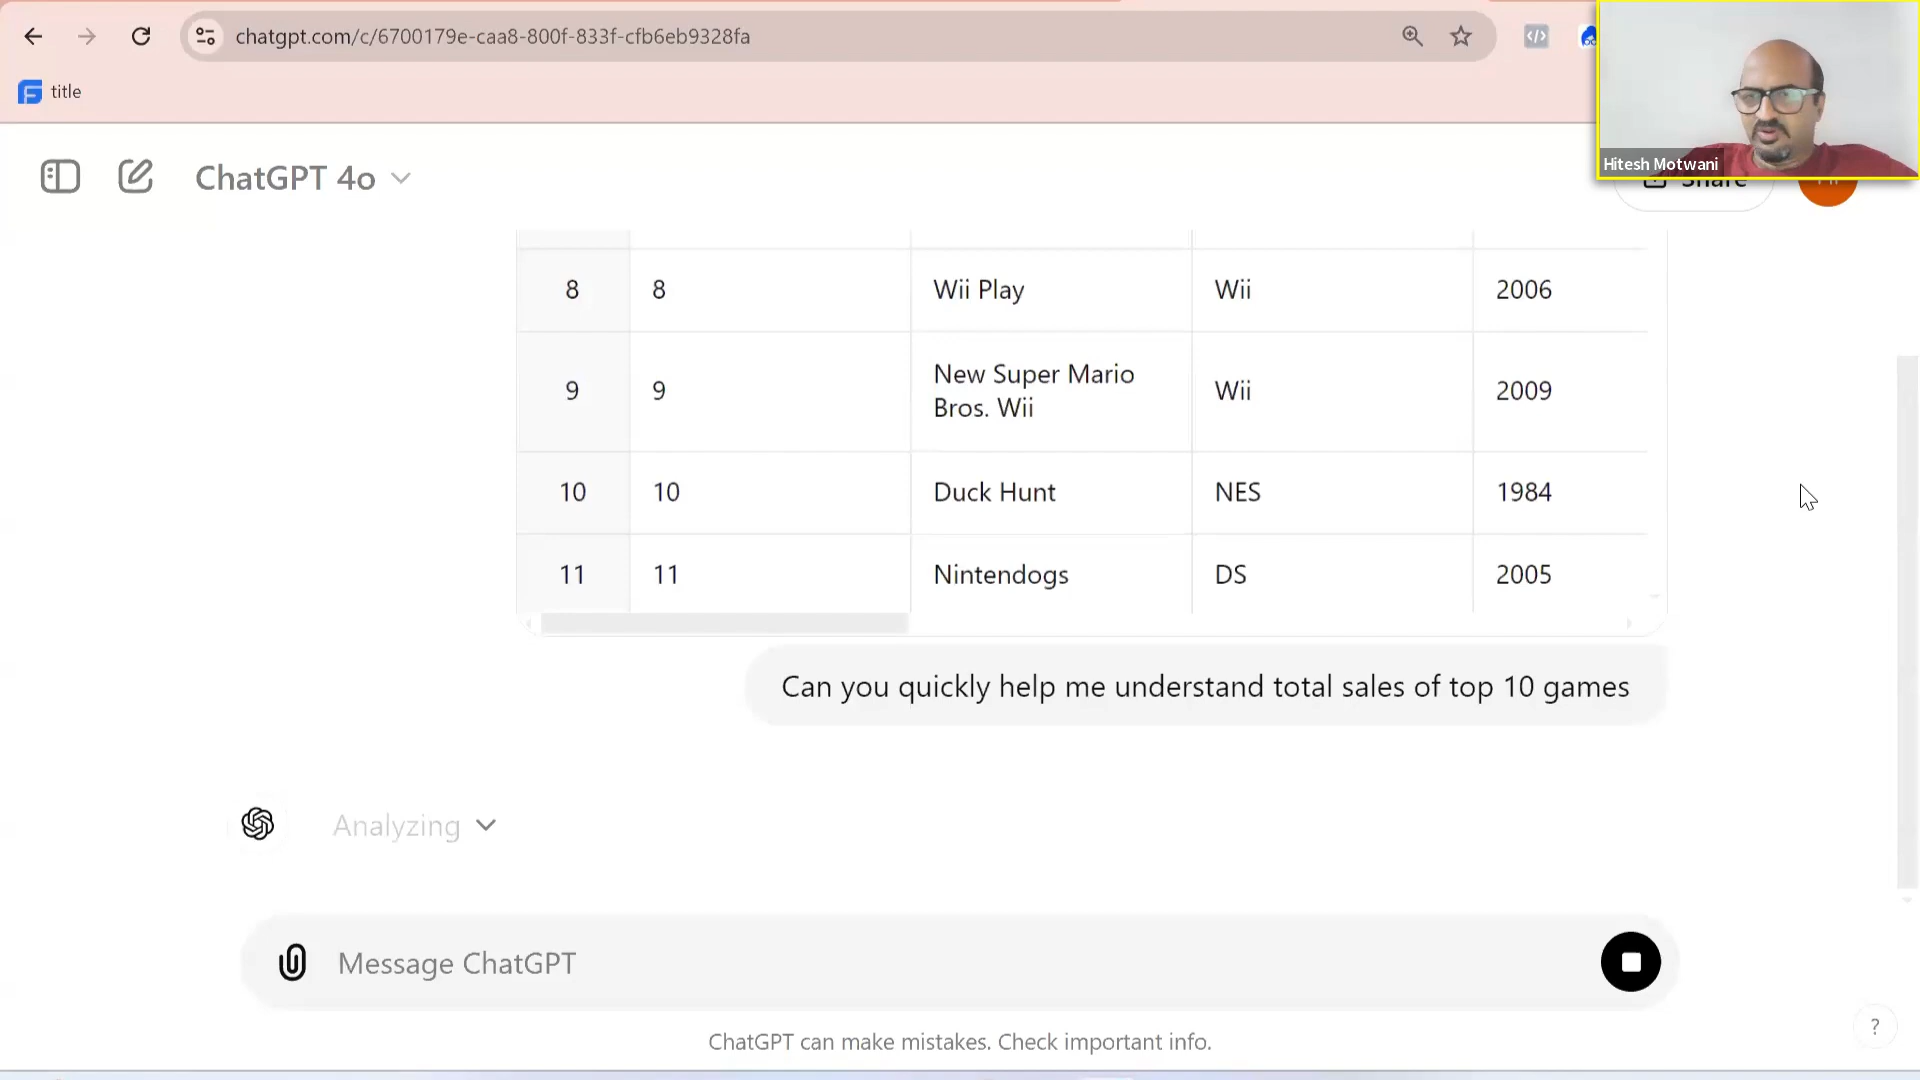 chatgpt.com/c/6700179e-caa8-800f-833f-cfb6eb9328fa
title
Hitesh Motwani
ChatGPT 4o
Share
8 8 Wii Play Wii 2006
9 9 New Super Mario Bros. Wii Wii 2009
10 10 Duck Hunt NES 1984
11 11 Nintendogs DS 2005
Can you quickly help me understand total sales of top 10 games
Analyzing
Message ChatGPT
ChatGPT can make mistakes. Check important info.
?